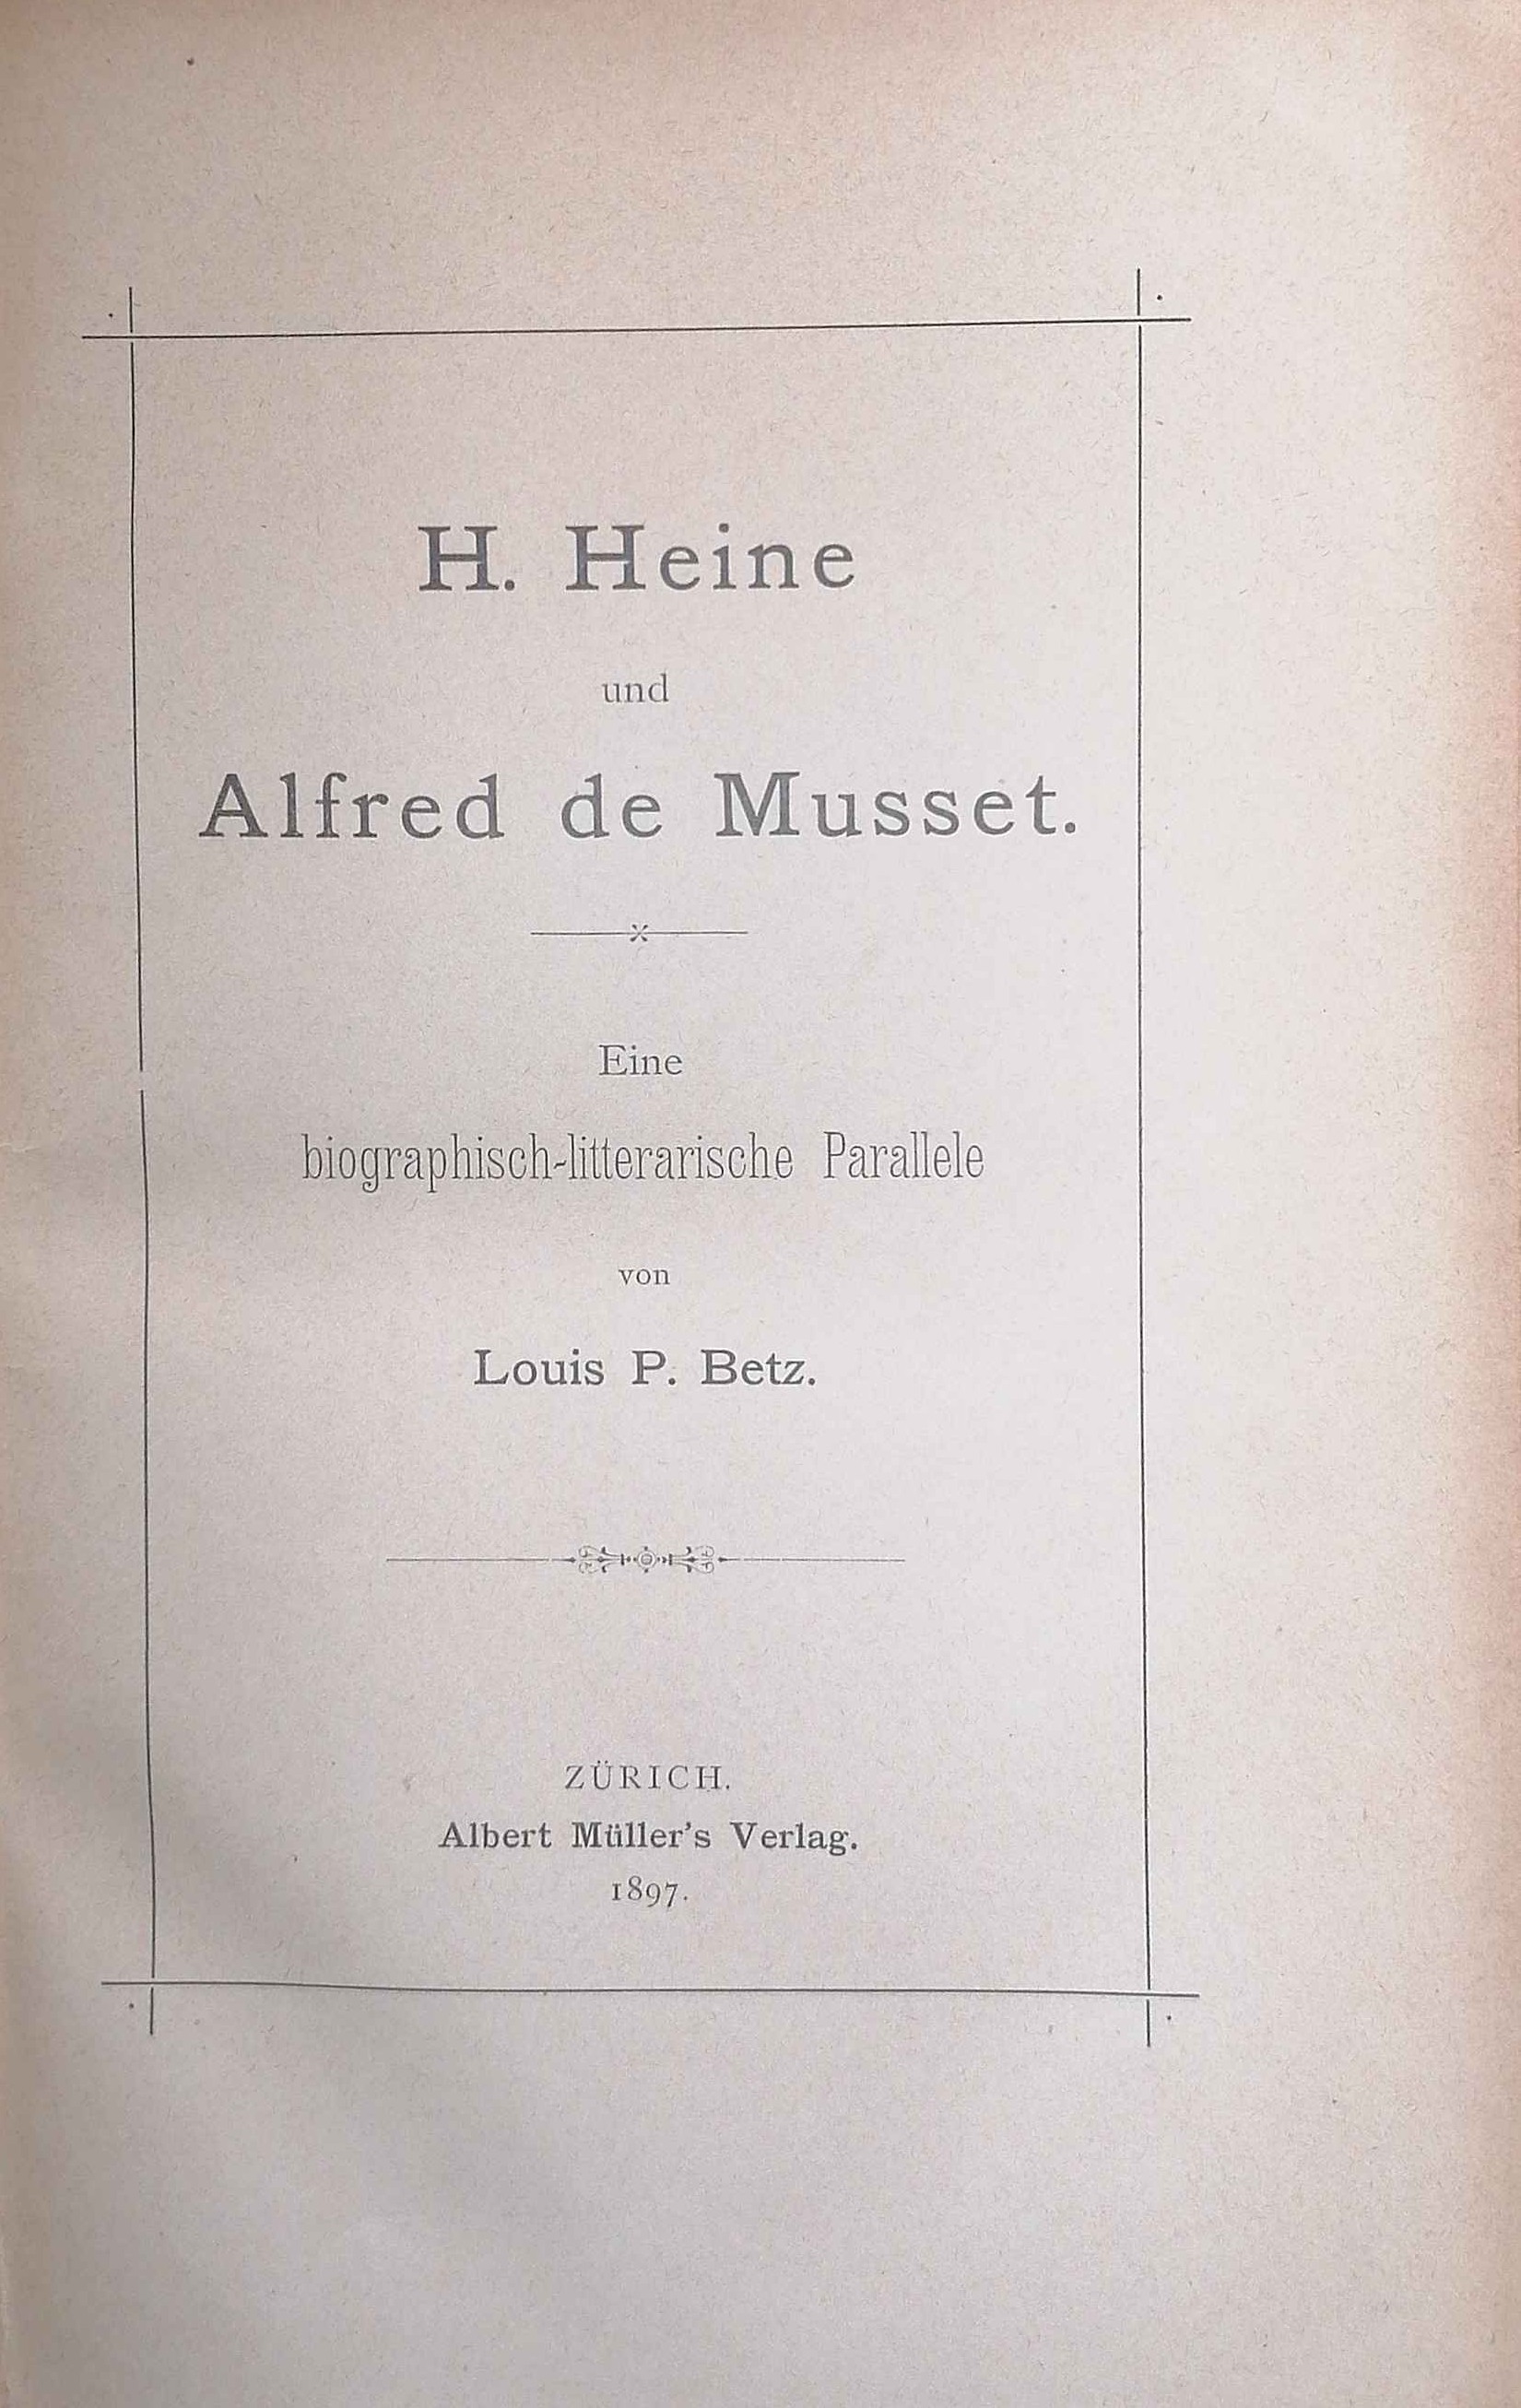 H. Heine
und
Alfred de Musset.
Eine
biographisch-litterarische Parallele
von
Louis P. Betz.
ZÜRICH.
Albert Müller's Verlag.
1897.